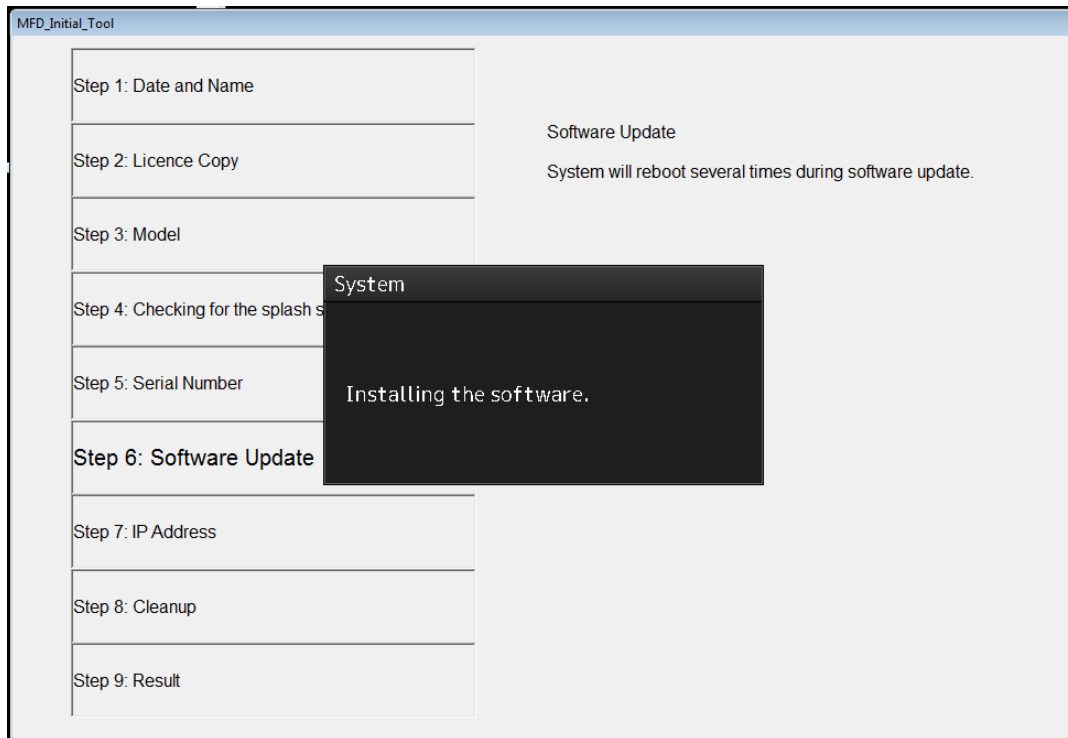 MFD_Initial_Tool
Step 1: Date and Name
Step 2: Licence Copy
Step 3: Model
Step 4: Checking for the splash
Step 5: Serial Number
Step 6: Software Update
Step 7: IP Address
Step 8: Cleanup
Step 9: Result
Software Update
System will reboot several times during software update.
System
Installing the software.